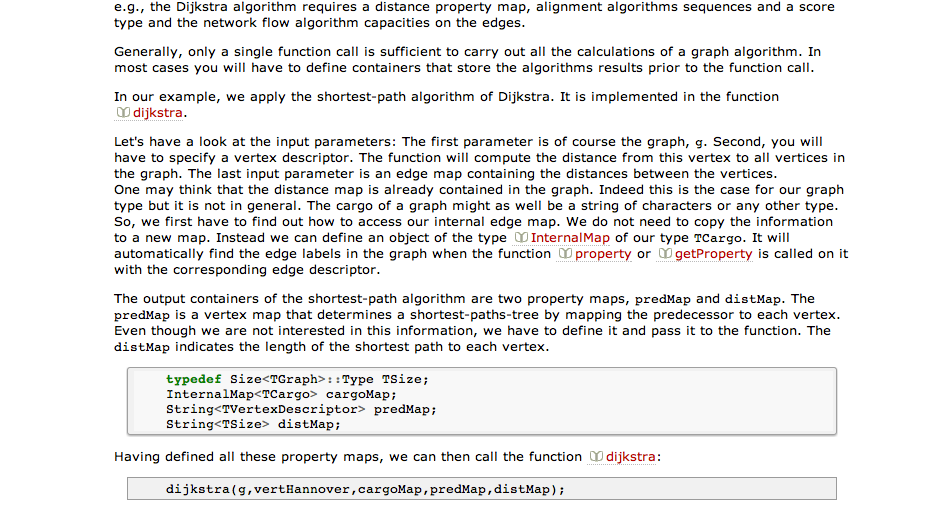 e.g., the Dijkstra algorithm requires a distance property map, alignment algorithms sequences and a score
type and the network flow algorithm capacities on the edges.
Generally, only a single function call is sufficient to carry out all the calculations of a graph algorithm. In
most cases you will have to define containers that store the algorithms results prior to the function call.
In our example, we apply the shortest-path algorithm of Dijkstra. It is implemented in the function
dijkstra.
Let's have a look at the input parameters: The first parameter is of course the graph, g. Second, you will
have to specify a vertex descriptor. The function will compute the distance from this vertex to all vertices in
the graph. The last input parameter is an edge map containing the distances between the vertices.
One may think that the distance map is already contained in the graph. Indeed this is the case for our graph
type but it is not in general. The cargo of a graph might as well be a string of characters or any other type.
So, we first have to find out how to access our internal edge map. We do not need to copy the information
to a new map. Instead we can define an object of the type InternalMap of our type TCargo. It will
automatically find the edge labels in the graph when the function property or getProperty is called on it
with the corresponding edge descriptor.
The output containers of the shortest-path algorithm are two property maps, predMap and distMap. The
predMap is a vertex map that determines a shortest-paths-tree by mapping the predecessor to each vertex.
Even though we are not interested in this information, we have to define it and pass it to the function. The
distMap indicates the length of the shortest path to each vertex.
typedef Size<TGraph>::Type TSize;
InternalMap<TCargo> cargoMap;
String<TVertexDescriptor> predMap;
String<TSize> distMap;
Having defined all these property maps, we can then call the function dijkstra:
dijkstra(g,vertHannover,cargoMap,predMap,distMap);